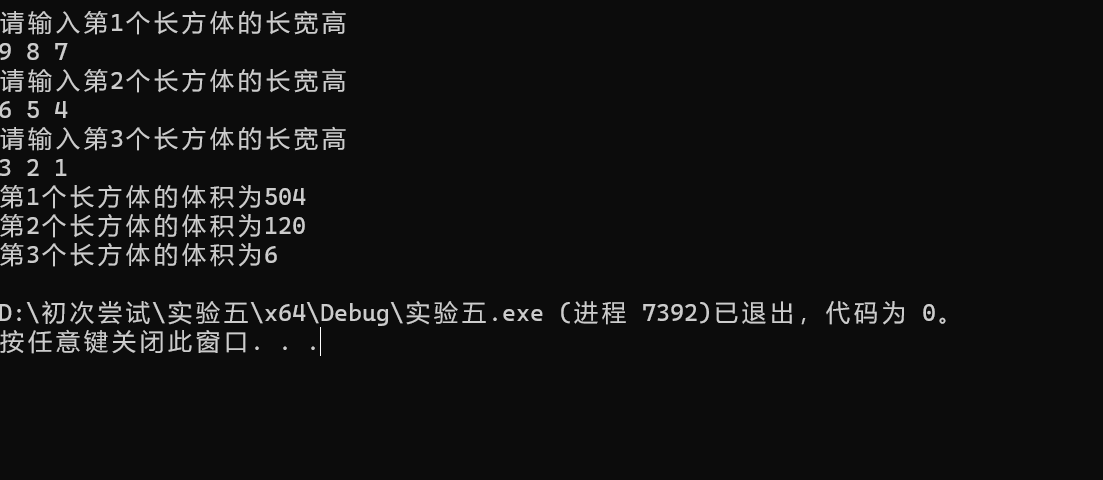 请输入第1个长方体的长宽高
9 8 7
请输入第2个长方体的长宽高
6 5 4
请输入第3个长方体的长宽高
3 2 1
第1个长方体的体积为504
第2个长方体的体积为120
第3个长方体的体积为6
D:\初次尝试\实验五\x64\Debug\实验五.exe (进程 7392)已退出，代码为 0。
按任意键关闭此窗口. . .